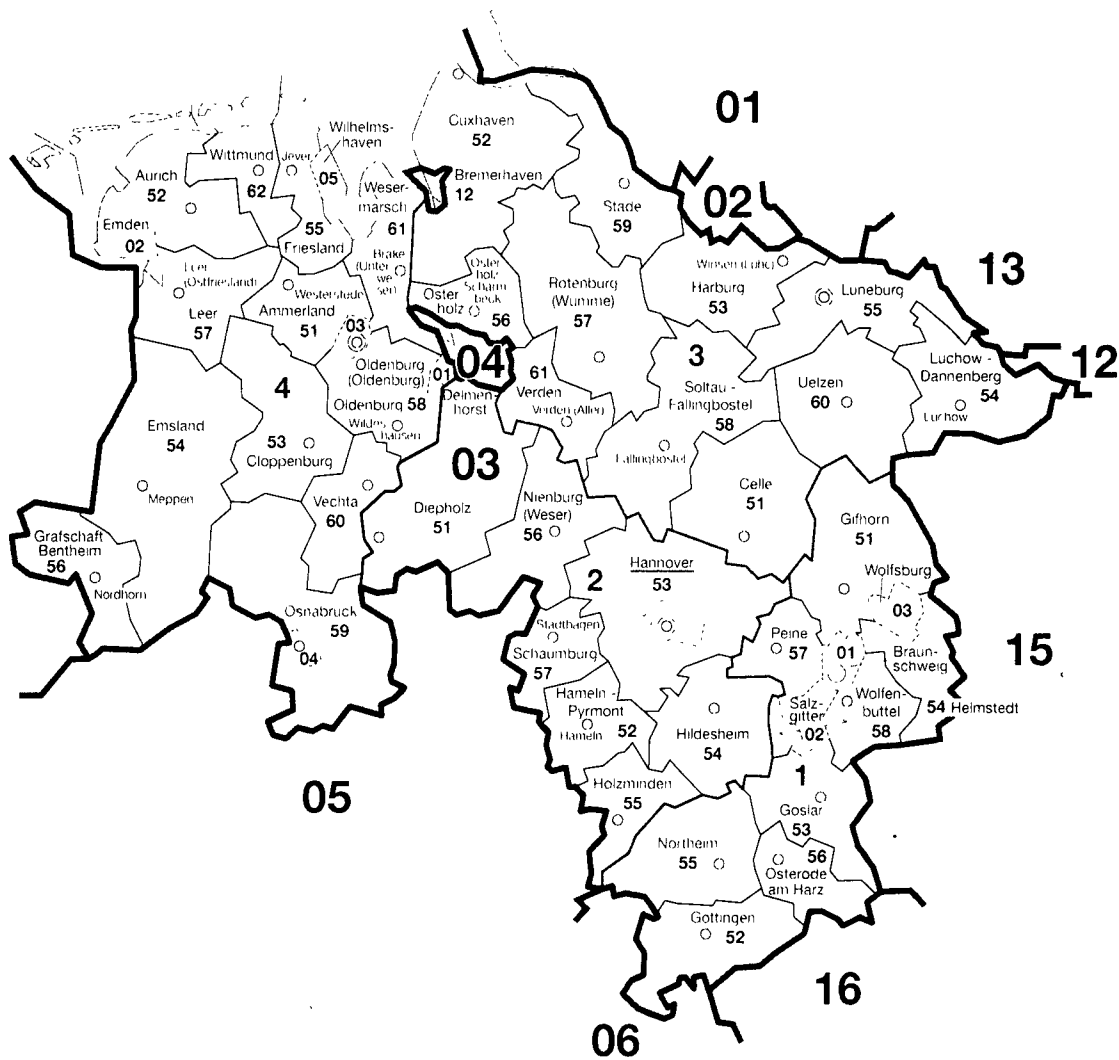 01
Cuxhaven
52
Wilhelms-
haven
05
Wittmund
62
Jever
Aurich
52
Bremerhaven
12
Weser-
marsch
61
02
Stade
59
55
Friesland
Emden
02
Brake
(Unter
we
ser)
Leer
(Ostfriesland)
Leer
57
Oster
holz
Scharm
beck
56
Oster
holz
Rotenburg
(Wumme)
57
Winsen (Luhe)
Harburg
53
13
Luneburg
55
Westerstede
Ammerland
51
03
Oldenburg
(Oldenburg)
Oldenburg
58
Wildes
hausen
01
Delmen-
horst
04
61
Verden
Verden (Aller)
3
Soltau -
Fallingbostel
58
Fallingbostel
Uelzen
60
Luchow -
Dannenberg
54
Luchow
12
4
53
Cloppenburg
Emsland
54
Meppen
03
Vechta
60
Diepholz
51
Nienburg
(Weser)
56
Celle
51
Gifhorn
51
Grafschaft
Bentheim
56
Nordhorn
2
Hannover
53
Wolfsburg
03
Osnabruck
59
04
Stadthagen
Schaumburg
57
Peine
57
01
Braun-
schweig
15
Hameln -
Pyrmont
52
Hameln
Hildesheim
54
Salz-
gitter
02
Wolfen-
buttel
58
54 Helmstedt
05
Holzminden
55
1
Goslar
53
Northeim
55
56
Osterode
am Harz
Gottingen
52
16
06